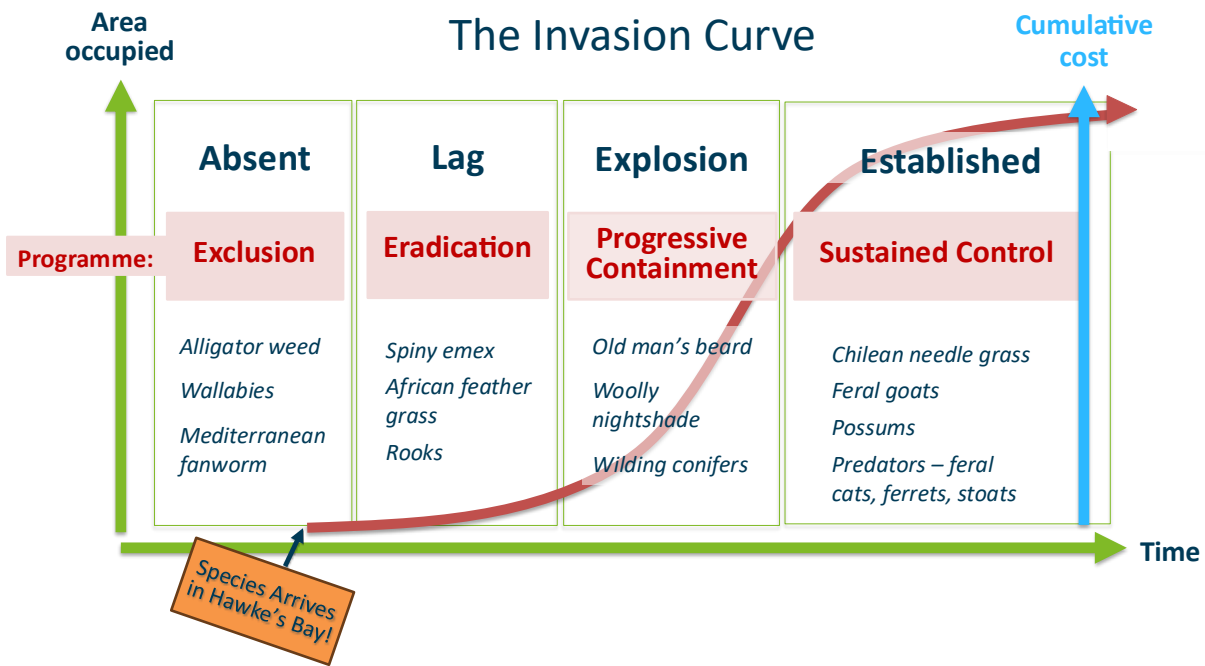 The Invasion Curve
Area
occupied
Cumulative
cost
Absent
Lag
Explosion
Established
Programme:
Exclusion
Eradication
Progressive
Containment
Sustained Control
Alligator weed
Wallabies
Mediterranean
fanworm
Spiny emex
African feather
grass
Rooks
Old man’s beard
Woolly
nightshade
Wilding conifers
Chilean needle grass
Feral goats
Possums
Predators – feral
cats, ferrets, stoats
Time
Species Arrives
in Hawke’s Bay!